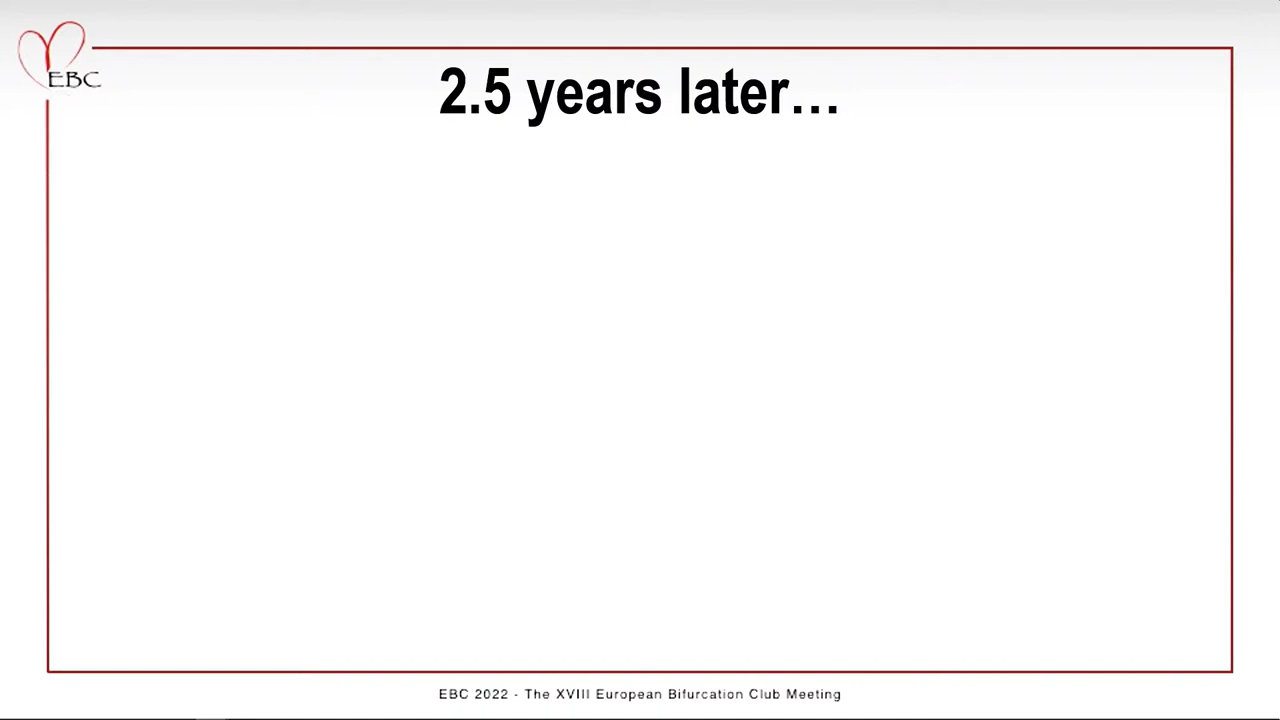 EBC
2.5 years later…
EBC 2022 - The XVIII European Bifurcation Club Meeting